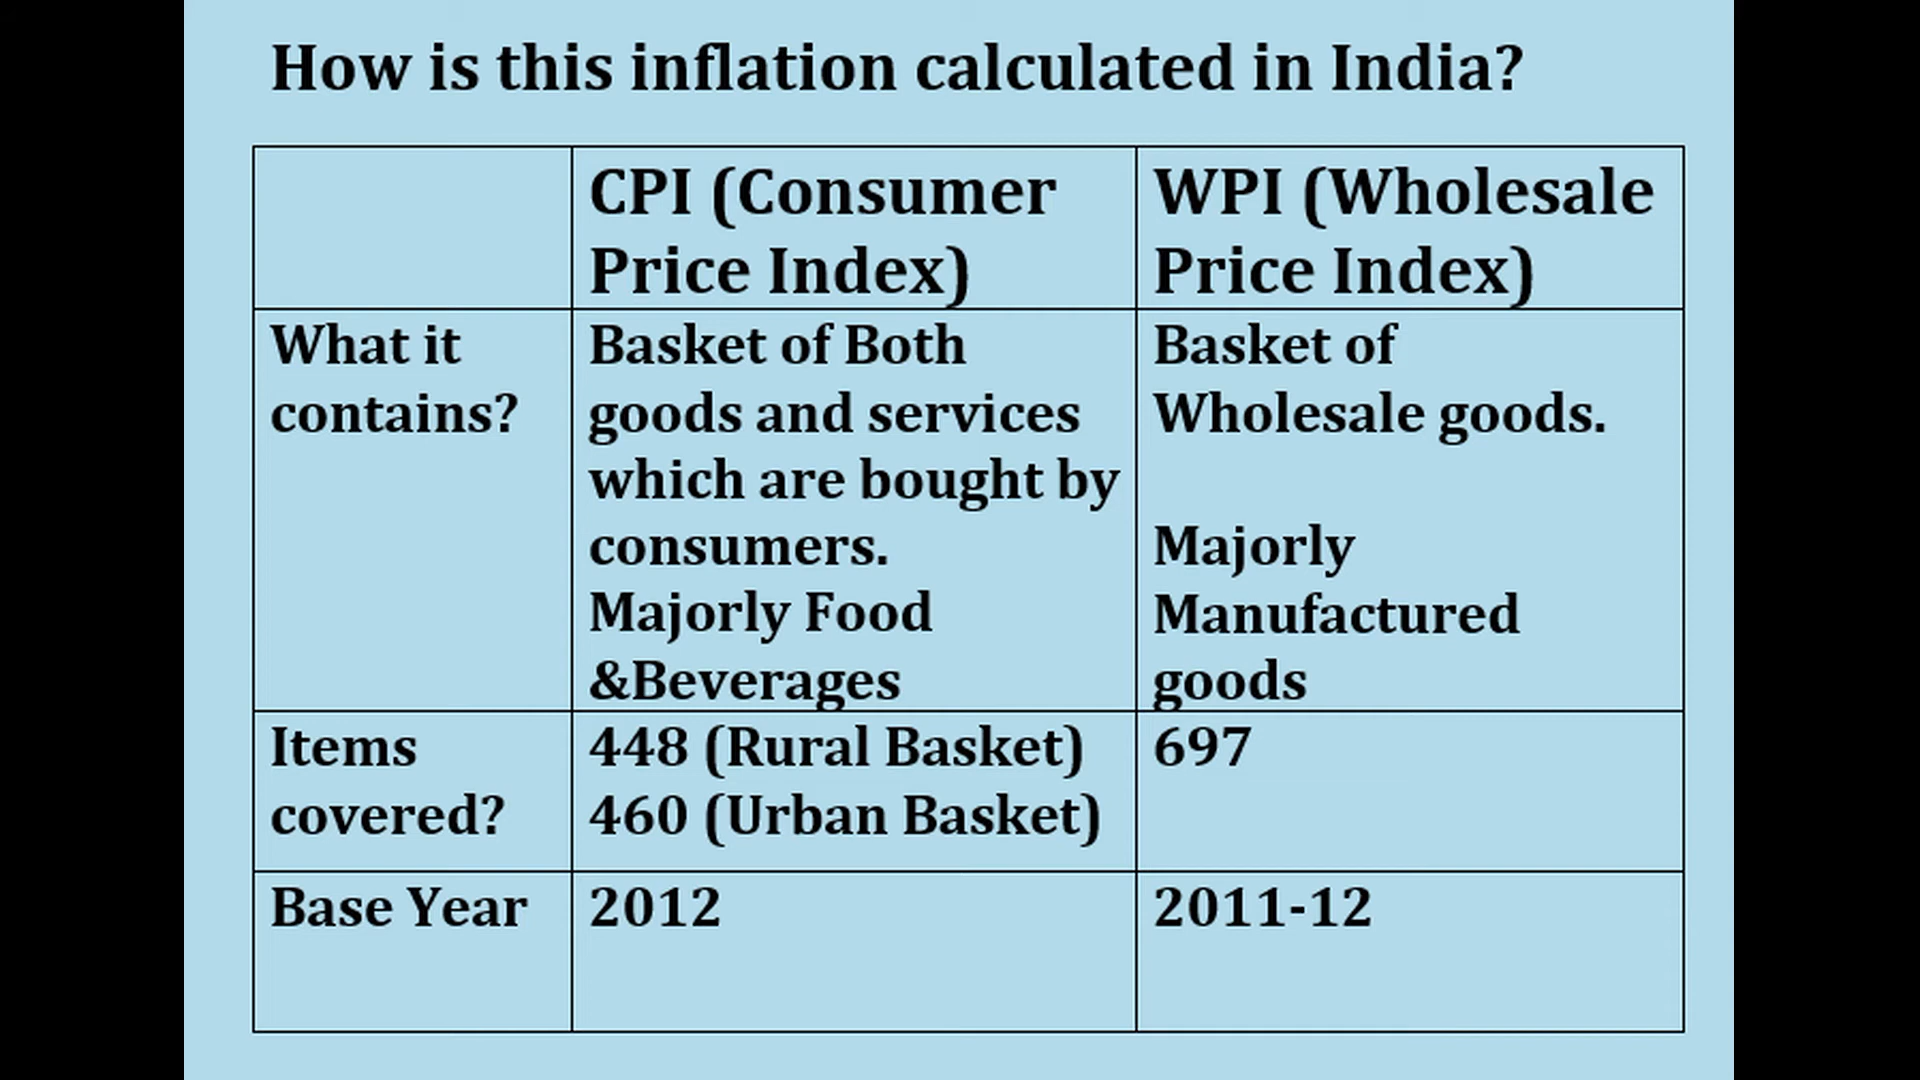 How is this inflation calculated in India?
CPI (Consumer
Price Index)
WPI (Wholesale
Price Index)
What it
contains?
Basket of Both
goods and services
which are bought by
consumers.
Majorly Food
&Beverages
Basket of
Wholesale goods.
Majorly
Manufactured
goods
Items
covered?
448 (Rural Basket)
460 (Urban Basket)
697
Base Year
2012
2011-12